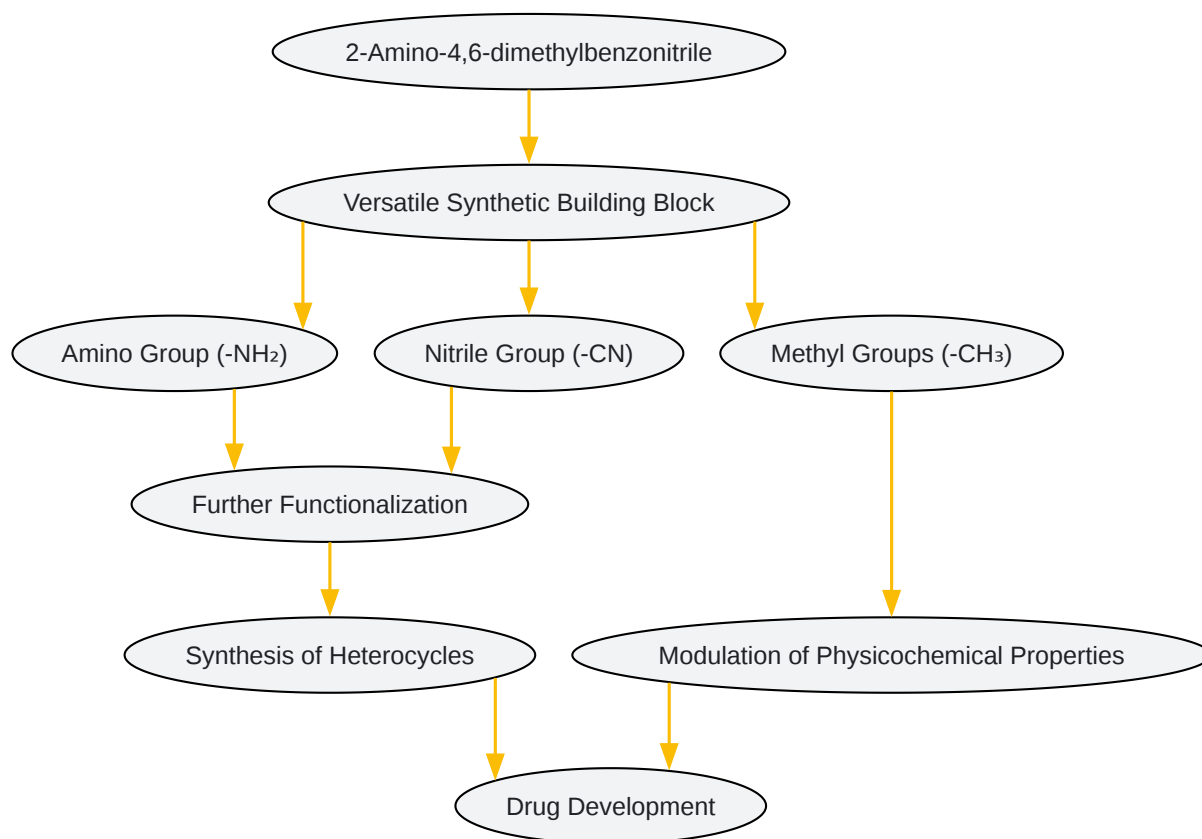 2-Amino-4,6-dimethylbenzonitrile
Versatile Synthetic Building Block
Amino Group (-NH₂)
Nitrile Group (-CN)
Methyl Groups (-CH₃)
Further Functionalization
Synthesis of Heterocycles
Modulation of Physicochemical Properties
Drug Development